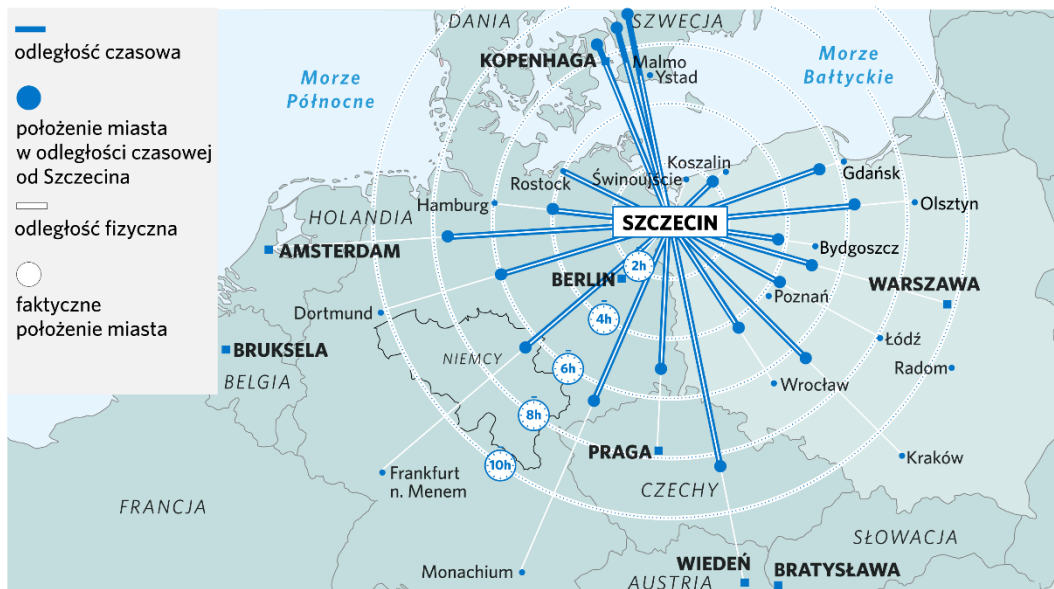 odległość czasowa
położenie miasta
w odległości czasowej
od Szczecina
odległość fizyczna
faktyczne
położenie miasta
DANIA
SZWECJA
KOPENHAGA
Malmo
Ystad
Morze
Północne
Morze
Bałtyckie
Koszalin
Świnoujście
Gdańsk
Rostock
Hamburg
Olsztyn
HOLANDIA
SZCZECIN
AMSTERDAM
Bydgoszcz
2h
BERLIN
WARSZAWA
Poznań
Dortmund
4h
Łódź
BRUKSELA
NIEMCY
6h
Radom
BELGIA
Wrocław
8h
PRAGA
Kraków
10h
Frankfurt
n. Menem
CZECHY
FRANCJA
SŁOWACJA
WIEDEŃ
Monachium
AUSTRIA
BRATYSŁAWA